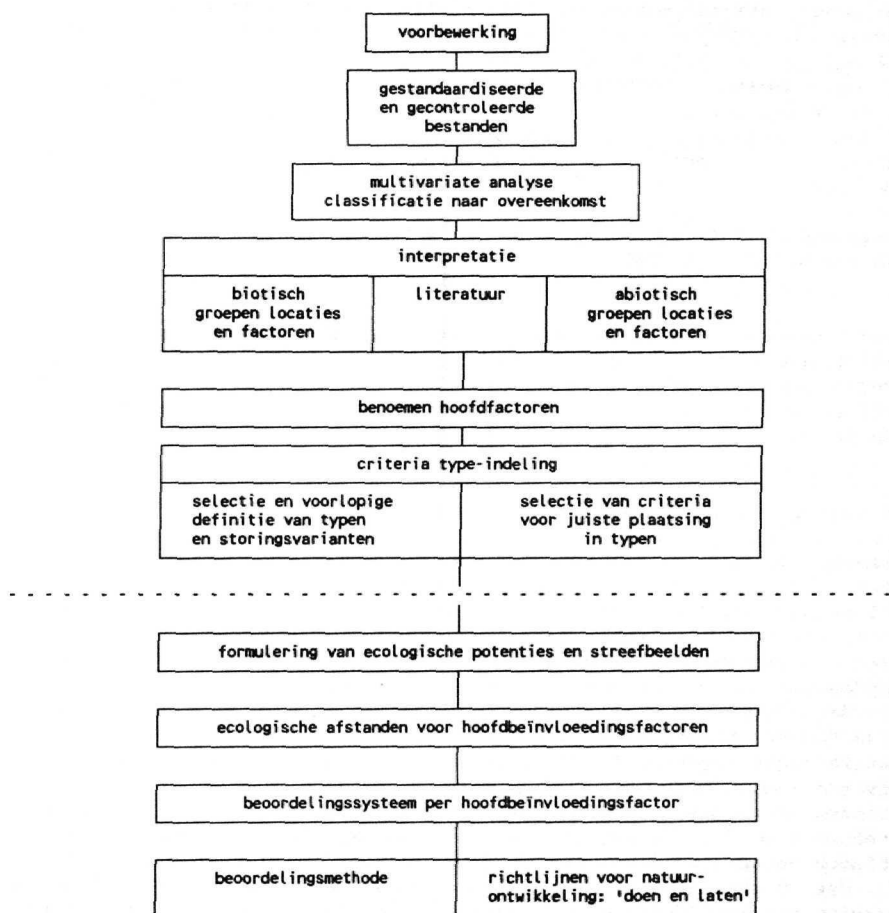 voorbewerking
gestandaardiseerde
en gecontroleerde
bestanden
multivariate analyse
classificatie naar overeenkomst
interpretatie
biotisch
groepen locaties
en factoren
literatuur
abiotisch
groepen locaties
en factoren
benoemen hoofdfactoren
criteria type-indeling
selectie en voorlopige
definitie van typen
en storingsvarianten
selectie van criteria
voor juiste plaatsing
in typen
formulering van ecologische potenties en streefbeelden
ecologische afstanden voor hoofdbeïnvloeedingsfactoren
beoordelingssysteem per hoofdbeïnvloedingsfactor
beoordelingsmethode
richtlijnen voor natuur-
ontwikkeling: 'doen en laten'